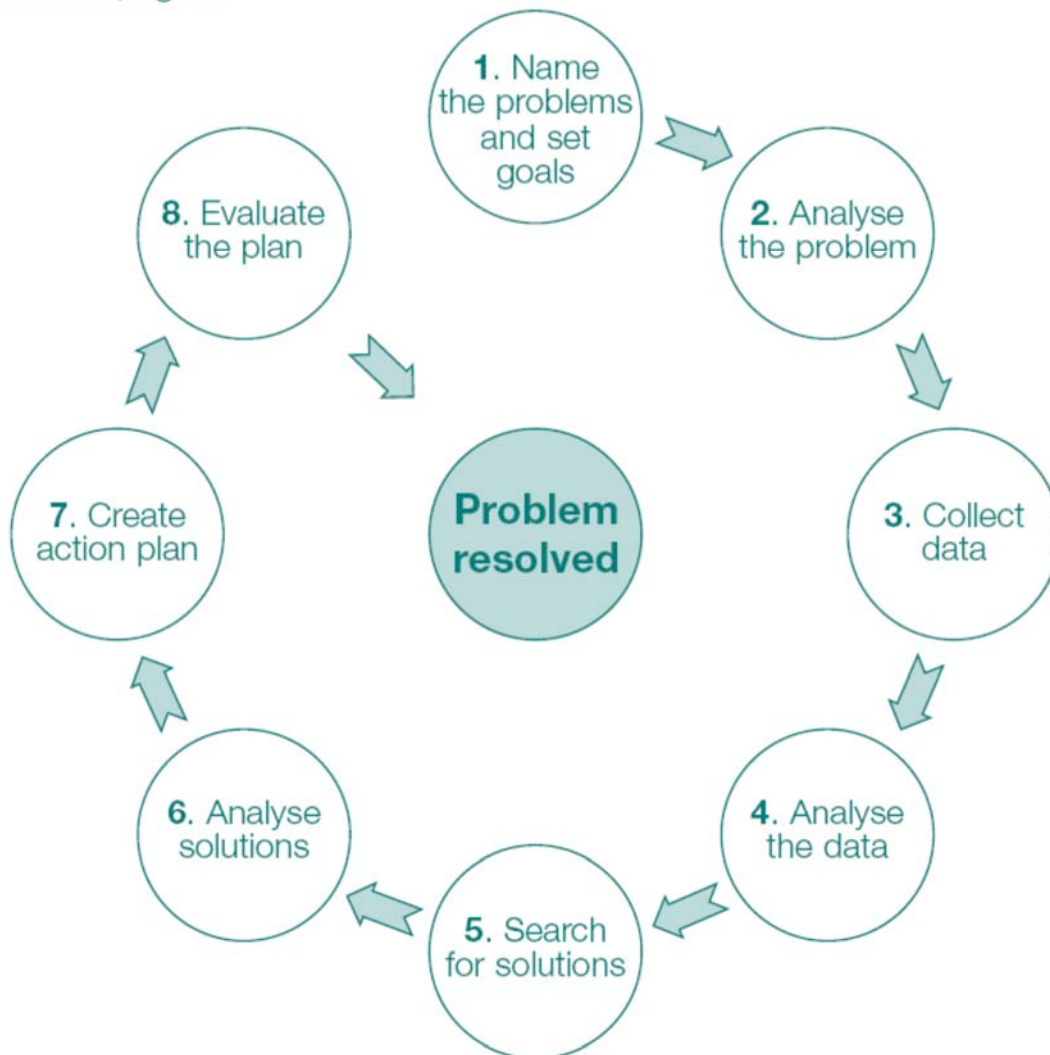 1. Name
the problems
and set
goals
2. Analyse
the problem
3. Collect
data
4. Analyse
the data
5. Search
for solutions
6. Analyse
solutions
7. Create
action plan
8. Evaluate
the plan
Problem
resolved